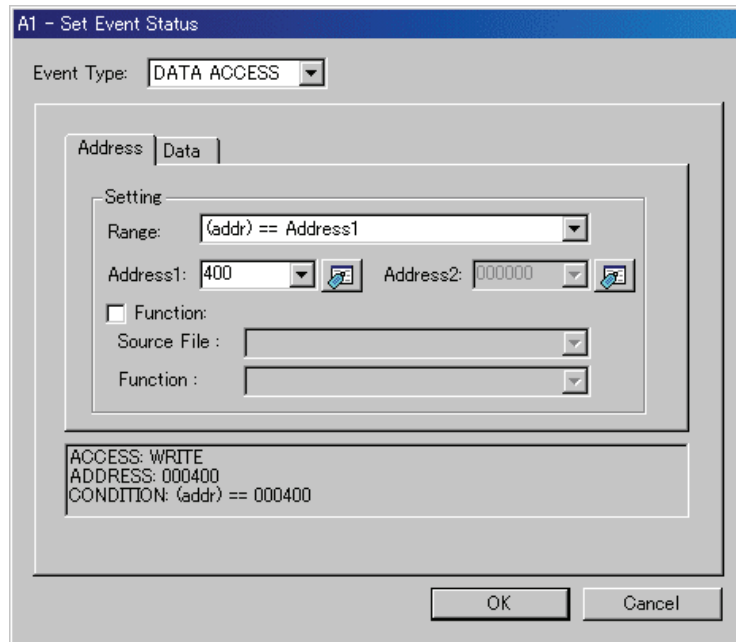 A1 - Set Event Status
Event Type: DATA ACCESS
Address Data
Setting
Range: (addr) == Address1
Address1: 400 Address2: 000000
Function:
Source File :
Function :
ACCESS: WRITE
ADDRESS: 000400
CONDITION: (addr) == 000400
OK Cancel